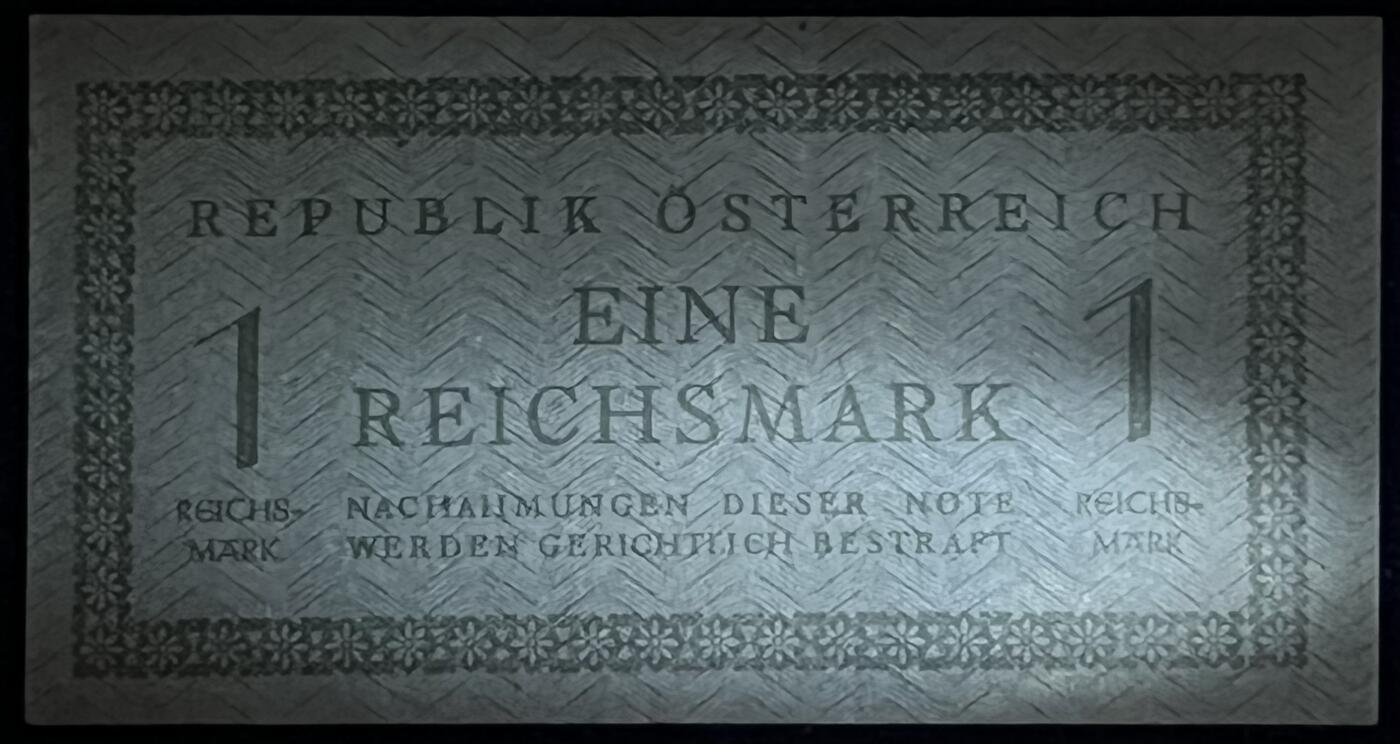 REPUBLIK ÖSTERREICH
EINE
1 1
REICHSMARK
REICHS- NACHAHMUNGEN DIESER NOTE REICHS-
MARK WERDEN GERICHTLICH BESTRAFT MARK